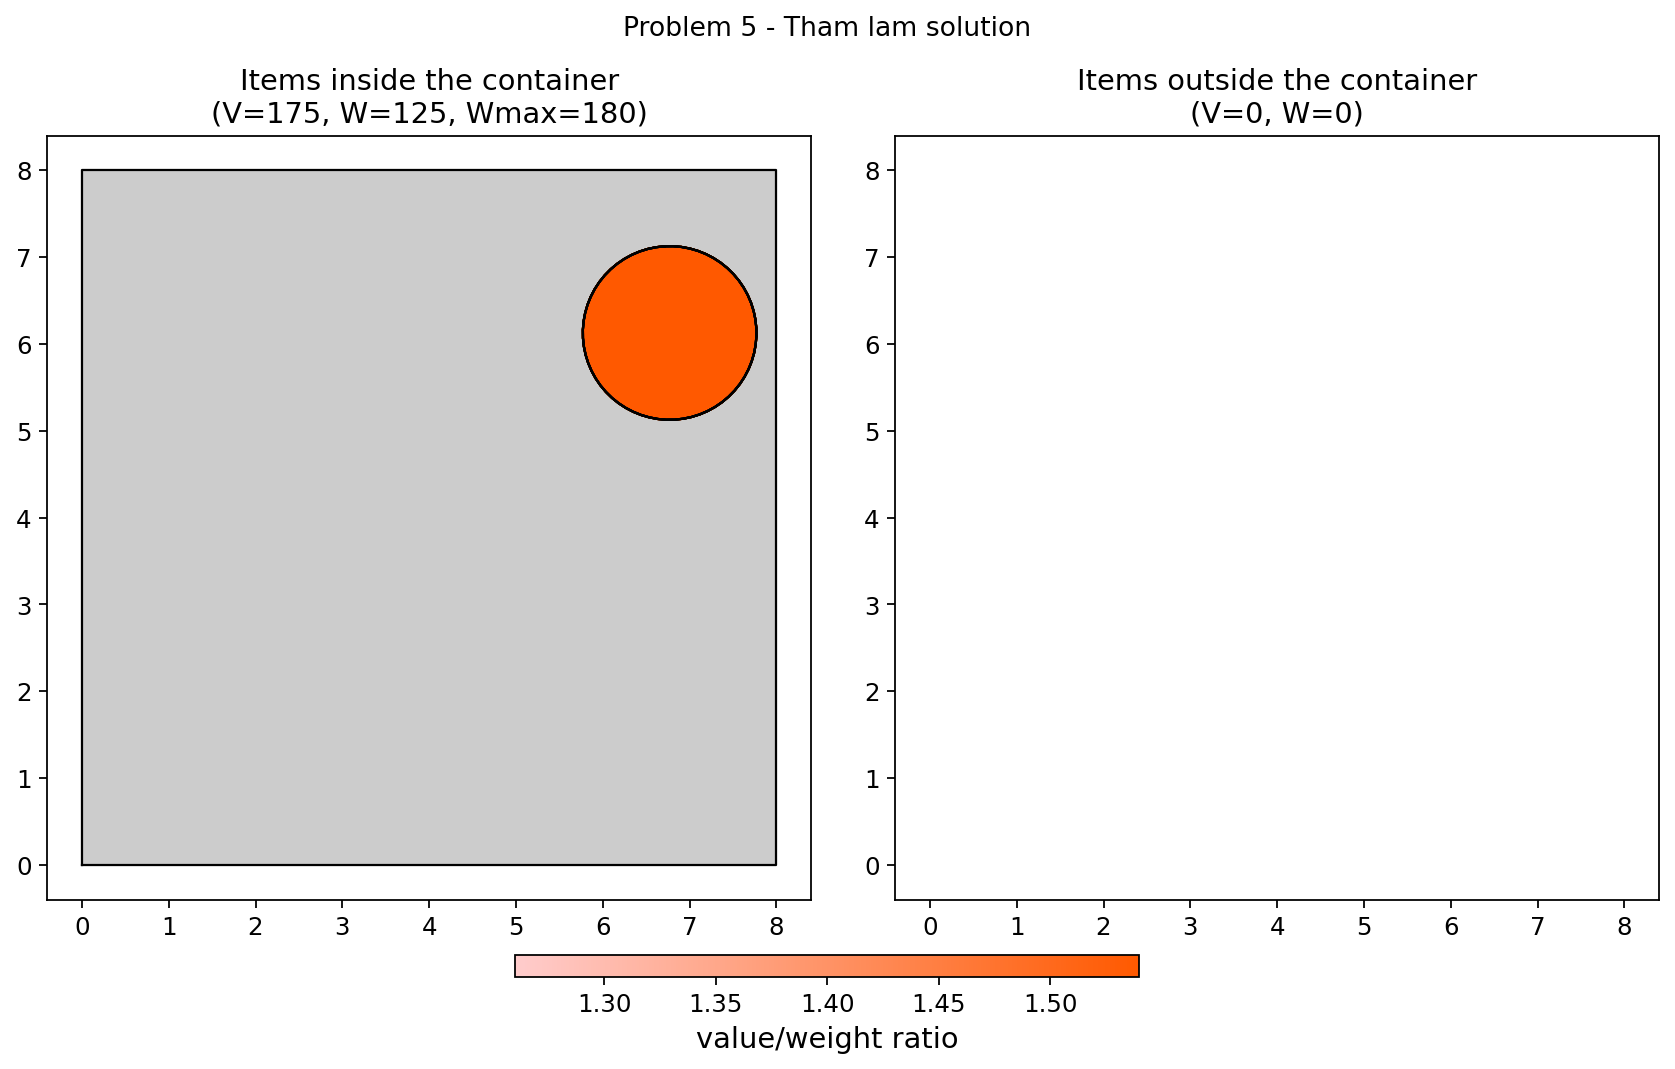 Problem 5 - Tham lam solution
Items inside the container
(V=175, W=125, Wmax=180)
8
7
6
5
4
3
2
1
0
0 1 2 3 4 5 6 7 8
Items outside the container
(V=0, W=0)
8
7
6
5
4
3
2
1
0
0 1 2 3 4 5 6 7 8
1.30 1.35 1.40 1.45 1.50
value/weight ratio